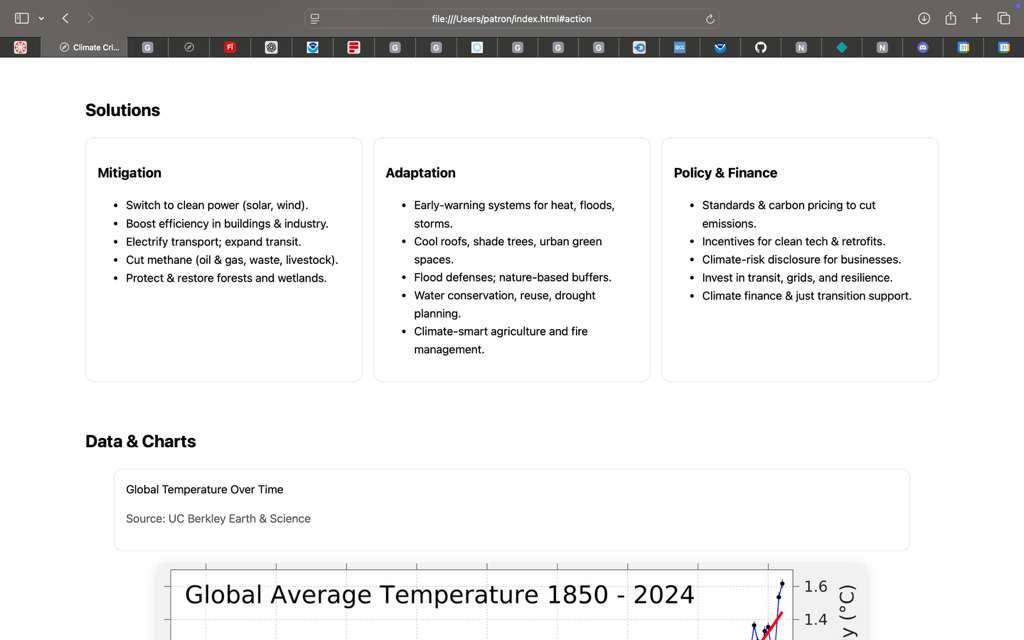 file:///Users/patron/index.html#action
Climate Cri...
Solutions
Mitigation
• Switch to clean power (solar, wind).
• Boost efficiency in buildings & industry.
• Electrify transport; expand transit.
• Cut methane (oil & gas, waste, livestock).
• Protect & restore forests and wetlands.
Adaptation
• Early-warning systems for heat, floods,
storms.
• Cool roofs, shade trees, urban green
spaces.
• Flood defenses; nature-based buffers.
• Water conservation, reuse, drought
planning.
• Climate-smart agriculture and fire
management.
Policy & Finance
• Standards & carbon pricing to cut
emissions.
• Incentives for clean tech & retrofits.
• Climate-risk disclosure for businesses.
• Invest in transit, grids, and resilience.
• Climate finance & just transition support.
Data & Charts
Global Temperature Over Time
Source: UC Berkley Earth & Science
Global Average Temperature 1850 - 2024
1.6
1.4
y (°C)